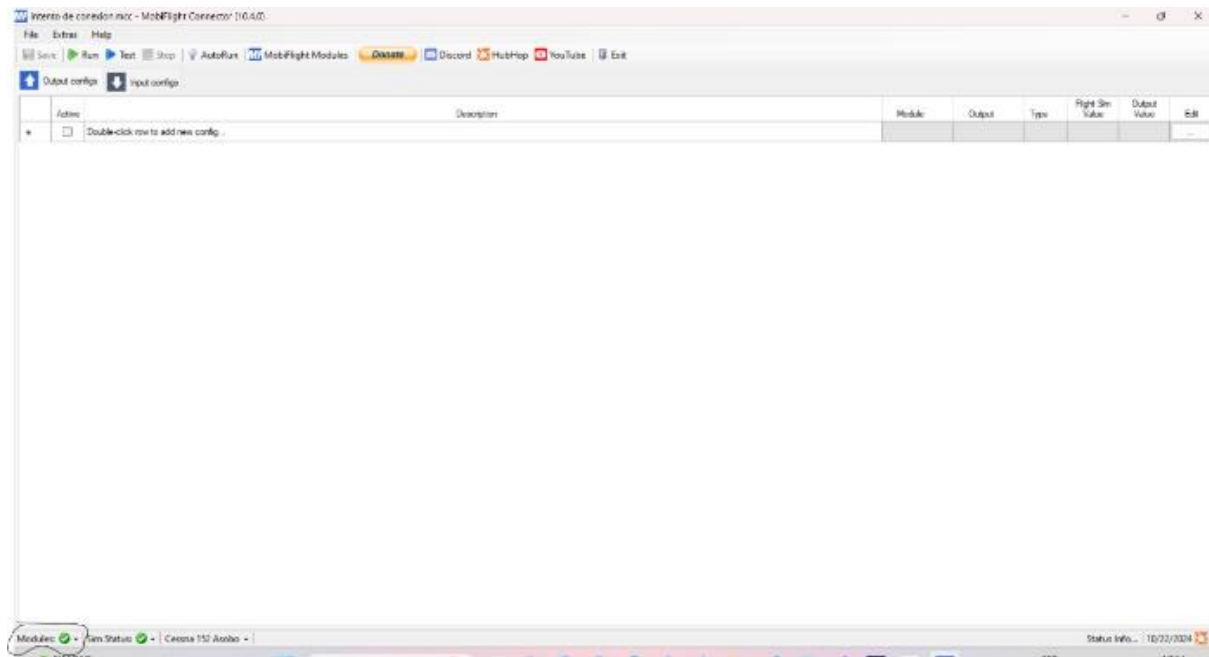 Intento de conexion.mcc - MobiFlight Connector (10.4.0)
File Extras Help
Save Run Test Stop AutoRun MobiFlight Modules Donate Discord HubHop YouTube Exit
Output configs Input configs
Active Description Module Output Type Flight Sim Value Output Value Edit
Double-click row to add new config...
...
Modules: Sim Status: Cessna 152 Asobo Status Info... 10/22/2024